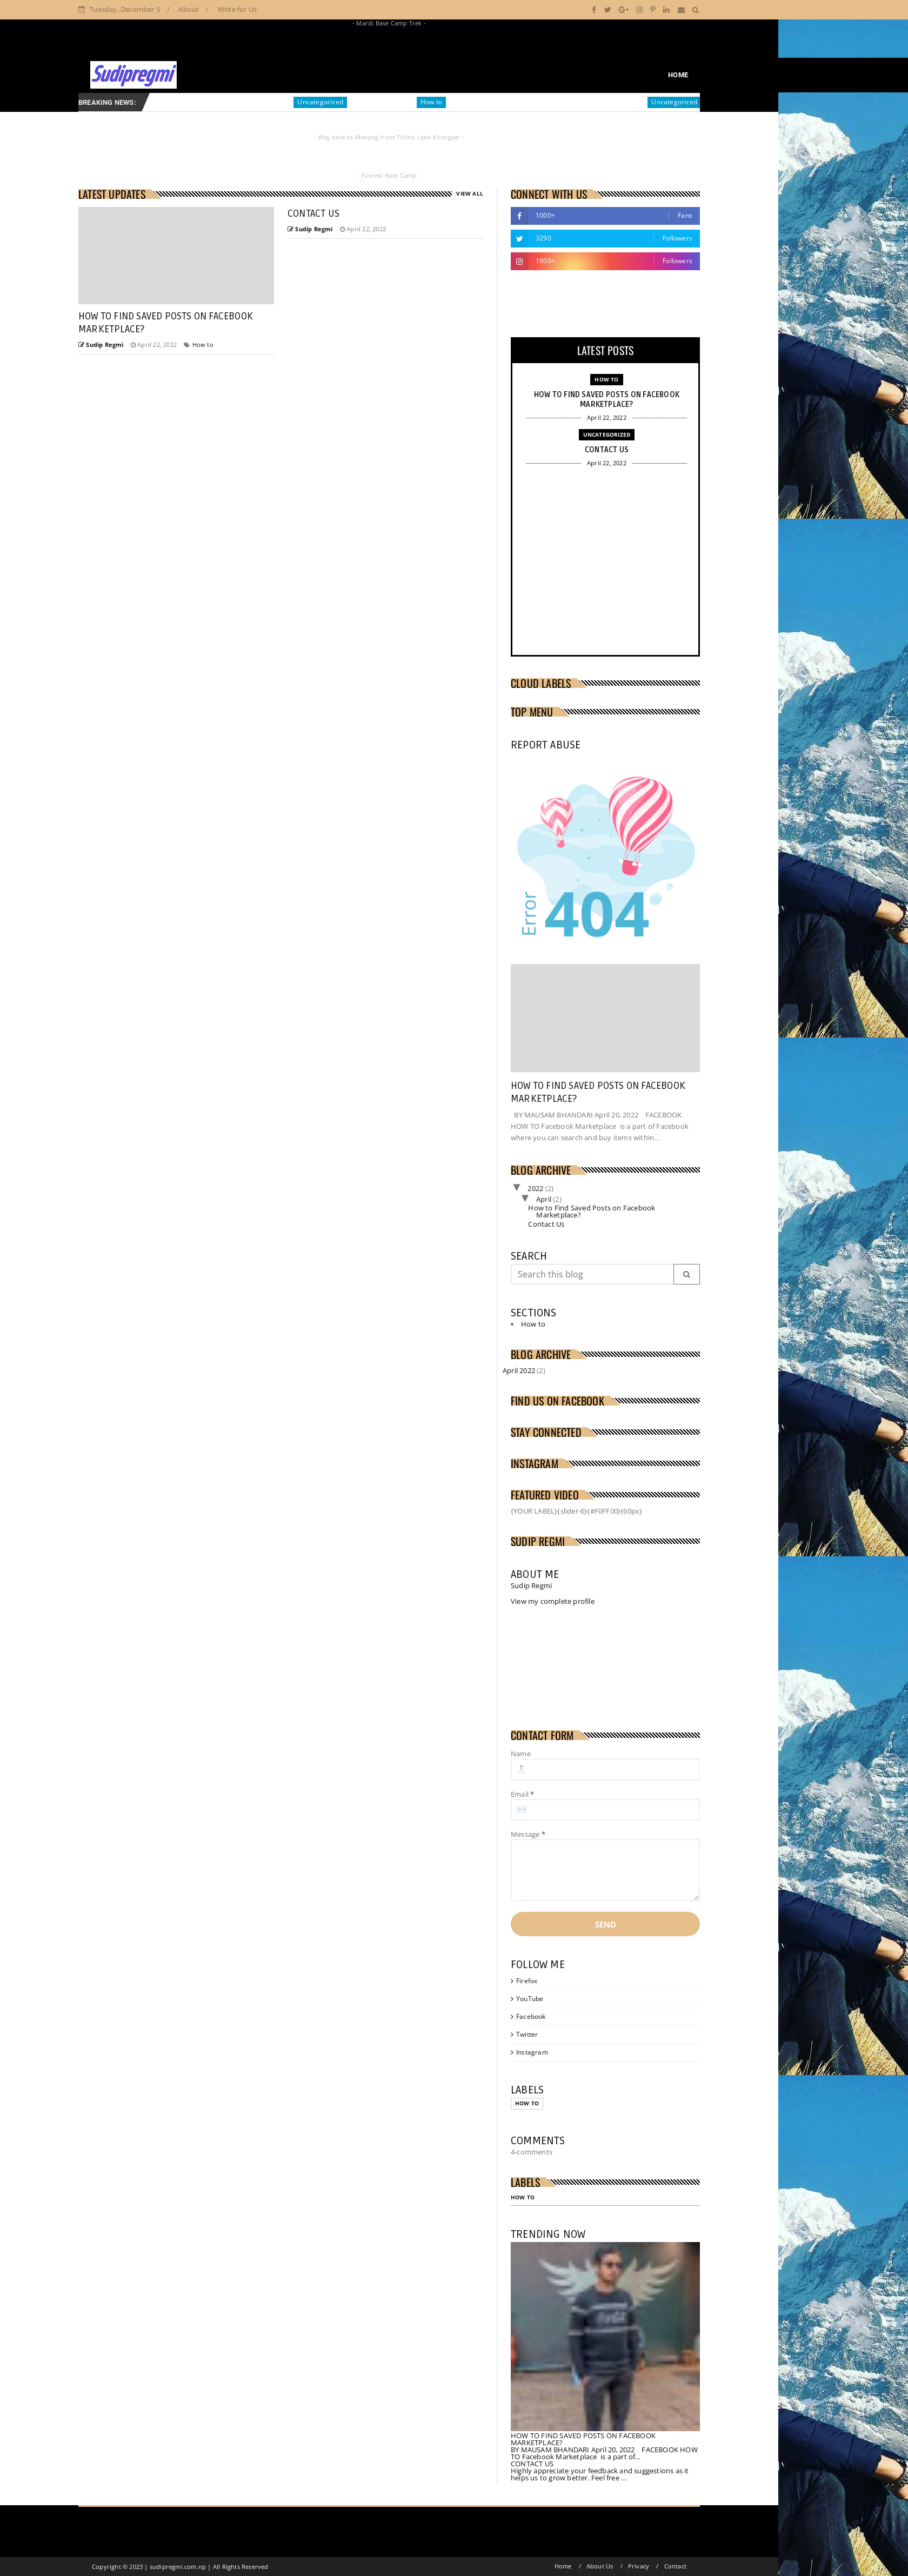 Tuesday, December 5 / About / Write for Us
- Mardi Base Camp Trek -
Sudipregmi
HOME
BREAKING NEWS:
Uncategorized
How to
Uncategorized
- Way back to Manang from Tilicho Lake-Khangsar -
- Everest Base Camp -
LATEST UPDATES
VIEW ALL
HOW TO FIND SAVED POSTS ON FACEBOOK
MARKETPLACE?
Sudip Regmi April 22, 2022 How to
CONTACT US
Sudip Regmi April 22, 2022
CONNECT WITH US
1000+ Fans
3290 Followers
1900+ Followers
LATEST POSTS
HOW TO
HOW TO FIND SAVED POSTS ON FACEBOOK
MARKETPLACE?
April 22, 2022
UNCATEGORIZED
CONTACT US
April 22, 2022
CLOUD LABELS
TOP MENU
REPORT ABUSE
Error 404
HOW TO FIND SAVED POSTS ON FACEBOOK
MARKETPLACE?
BY MAUSAM BHANDARI April 20, 2022 FACEBOOK
HOW TO Facebook Marketplace is a part of Facebook
where you can search and buy items within...
BLOG ARCHIVE
▼ 2022 (2)
▼ April (2)
How to Find Saved Posts on Facebook
Marketplace?
Contact Us
SEARCH
Search this blog
SECTIONS
• How to
BLOG ARCHIVE
April 2022 (2)
FIND US ON FACEBOOK
STAY CONNECTED
INSTAGRAM
FEATURED VIDEO
{YOUR LABEL}{slider-6}{#F0FF00}{60px}
SUDIP REGMI
ABOUT ME
Sudip Regmi
View my complete profile
CONTACT FORM
Name
Email *
Message *
SEND
FOLLOW ME
Firefox
YouTube
Facebook
Twitter
Instagram
LABELS
HOW TO
COMMENTS
4-comments
LABELS
HOW TO
TRENDING NOW
HOW TO FIND SAVED POSTS ON FACEBOOK
MARKETPLACE?
BY MAUSAM BHANDARI April 20, 2022 FACEBOOK HOW
TO Facebook Marketplace is a part of...
CONTACT US
Highly appreciate your feedback and suggestions as it
helps us to grow better. Feel free ...
Copyright © 2023 | sudipregmi.com.np | All Rights Reserved
Home / About Us / Privacy / Contact